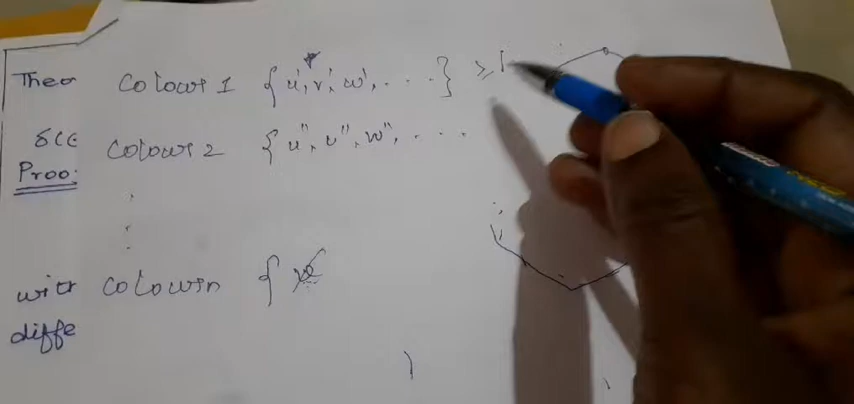 Theo
Colour 1 {u', v', w', . . . .} ≥ 1
Colour 2 {u'', v'', w'', . . . .
Proo
with
Colour n {
diffe